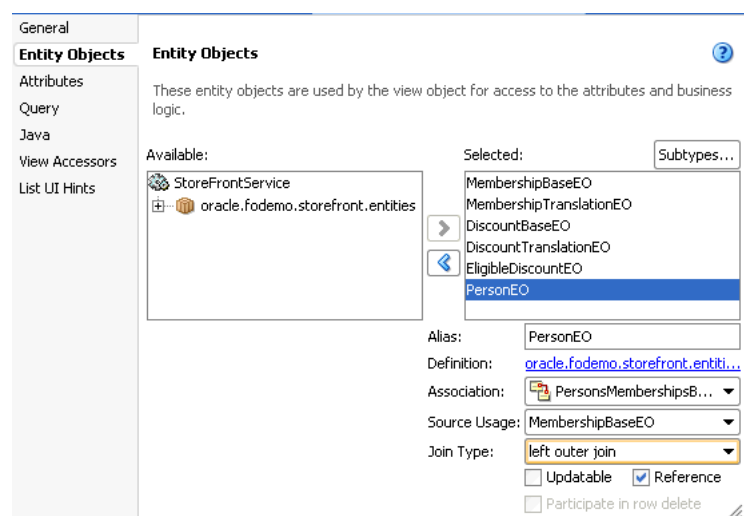 General
Entity Objects
Attributes
Query
Java
View Accessors
List UI Hints
Entity Objects
These entity objects are used by the view object for access to the attributes and business
logic.
Available:
StoreFrontService
oracle.fodemo.storefront.entities
Selected:
Subtypes...
MembershipBaseEO
MembershipTranslationEO
DiscountBaseEO
DiscountTranslationEO
EligibleDiscountEO
PersonEO
Alias: PersonEO
Definition: oracle.fodemo.storefront.entiti...
Association: PersonsMembershipsB...
Source Usage: MembershipBaseEO
Join Type: left outer join
Updatable Reference
Participate in row delete